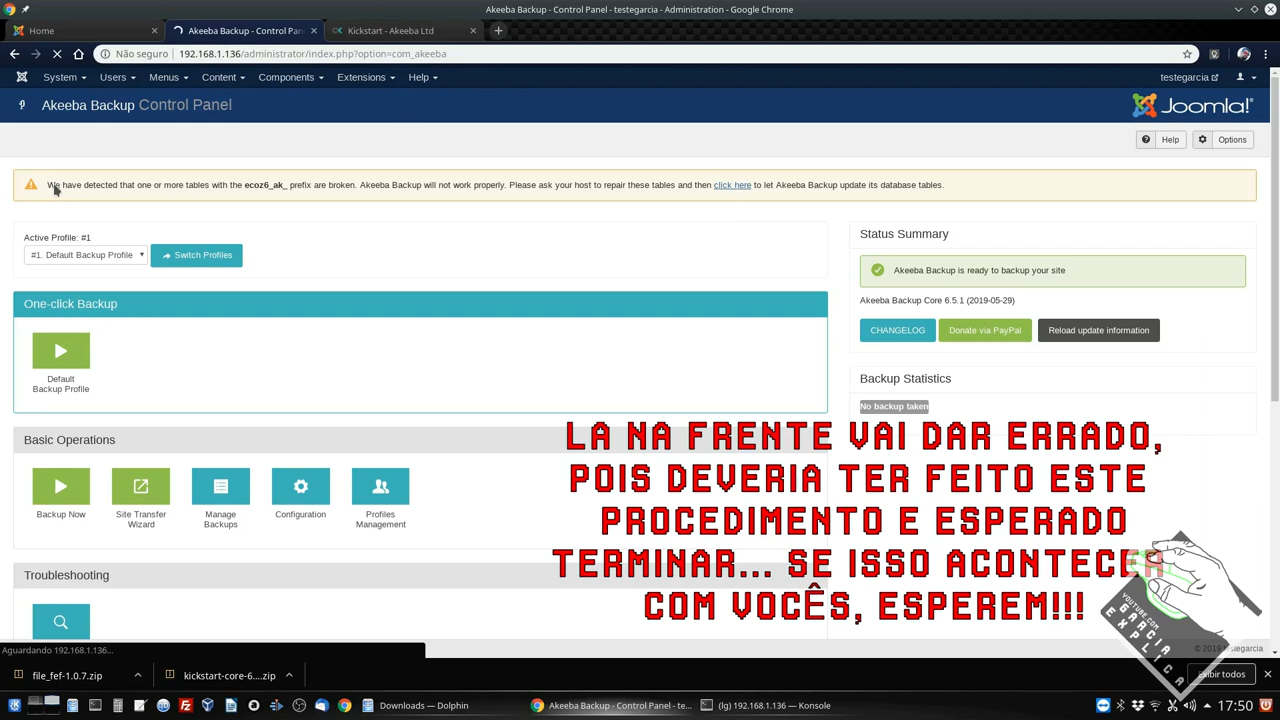 Akeeba Backup - Control Panel - testegarcia - Administration - Google Chrome
Home
Akeeba Backup - Control Pan
Kickstart - Akeeba Ltd
Não seguro
192.168.1.136/administrator/index.php?option=com_akeeba
System
Users
Menus
Content
Components
Extensions
Help
testegarcia
Akeeba Backup Control Panel
Joomla!®
Help
Options
We have detected that one or more tables with the ecoz6_ak_ prefix are broken. Akeeba Backup will not work properly. Please ask your host to repair these tables and then click here to let Akeeba Backup update its database tables.
Active Profile: #1
#1. Default Backup Profile
Switch Profiles
Status Summary
Akeeba Backup is ready to backup your site
Akeeba Backup Core 6.5.1 (2019-05-29)
CHANGELOG
Donate via PayPal
Reload update information
One-click Backup
Default
Backup Profile
Backup Statistics
No backup taken
Basic Operations
Backup Now
Site Transfer
Wizard
Manage
Backups
Configuration
Profiles
Management
LA NA FRENTE VAI DAR ERRADO,
POIS DEVERIA TER FEITO ESTE
PROCEDIMENTO E ESPERADO
TERMINAR... SE ISSO ACONTECER
COM VOCÊS, ESPEREM!!!
YOUTUBE.COM
GARCIA
EXPLICA
Troubleshooting
Aguardando 192.168.1.136...
file_fef-1.0.7.zip
kickstart-core-6....zip
Exibir todos
Downloads — Dolphin
Akeeba Backup - Control Panel - te...
(lg) 192.168.1.136 — Konsole
17:50